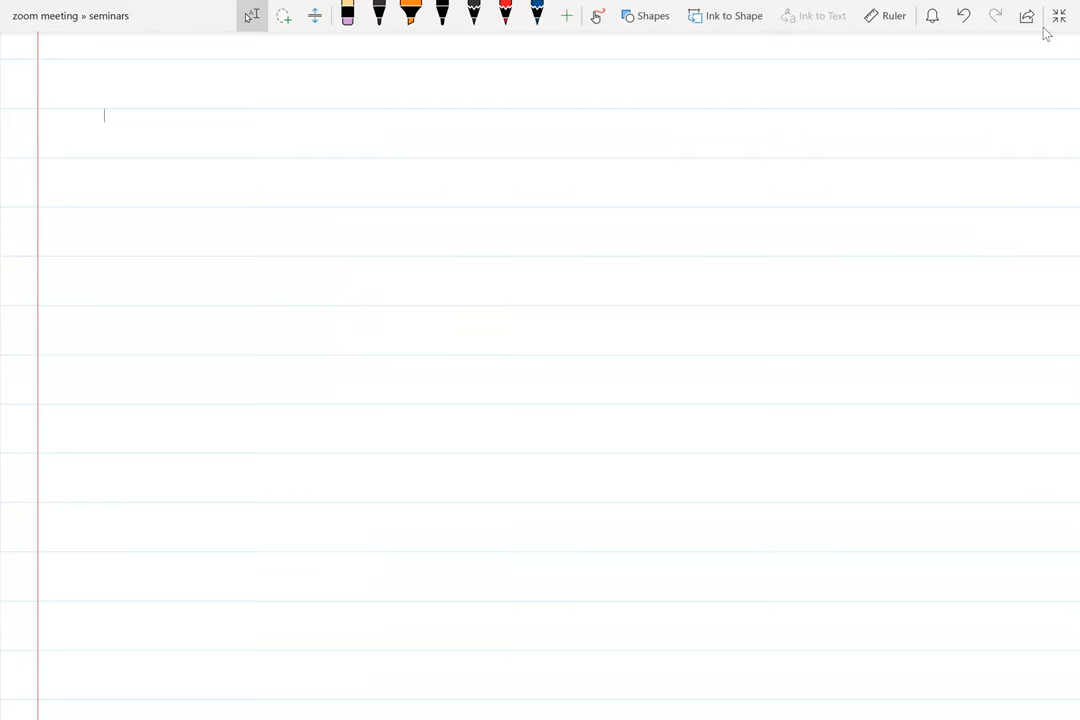 zoom meeting » seminars
Shapes
Ink to Shape
Ink to Text
Ruler